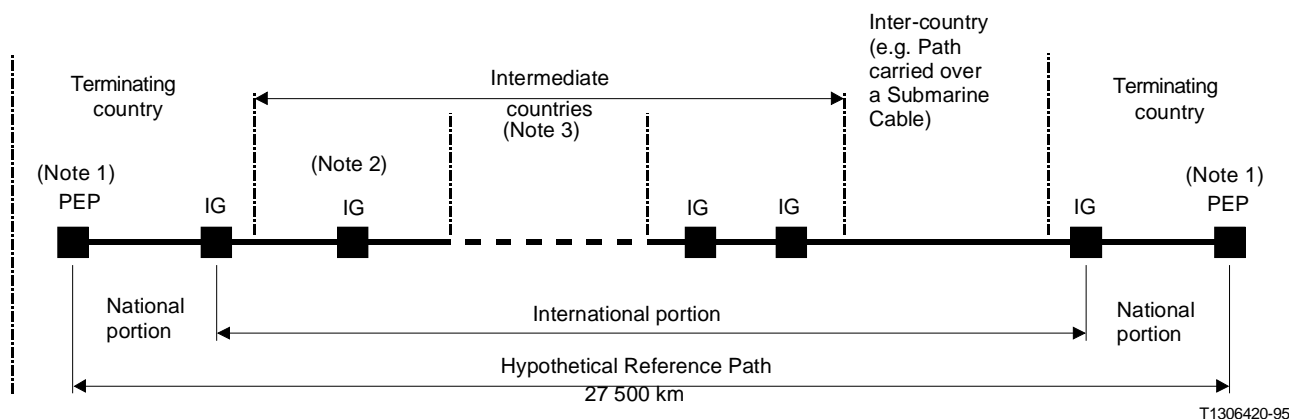 Inter-country
(e.g. Path
carried over
a Submarine
Cable)
Terminating
country
Intermediate
countries
(Note 3)
Terminating
country
(Note 1)
PEP
IG
(Note 2)
IG
IG
IG
IG
(Note 1)
PEP
National
portion
International portion
National
portion
Hypothetical Reference Path
27 500 km
T1306420-95